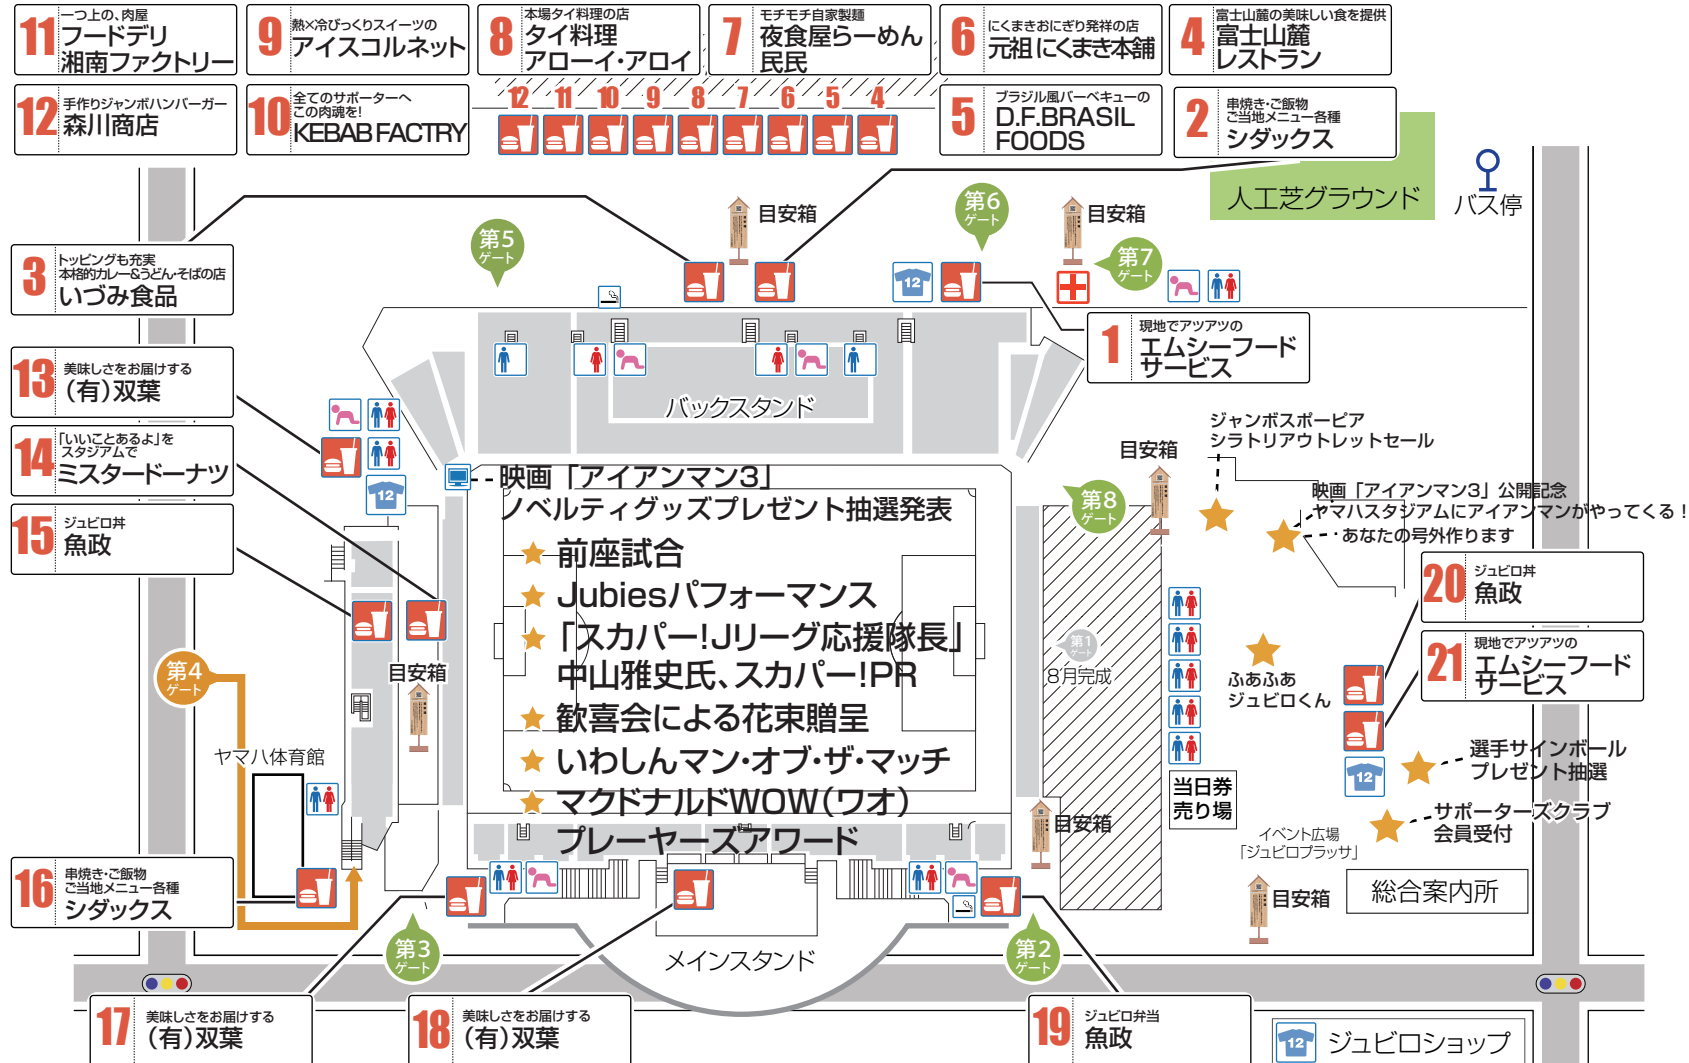 11
一つ上の、肉屋
フードデリ
湘南ファクトリー
9
熱×冷びっくりスイーツの
アイスコルネット
8
本場タイ料理の店
タイ料理
アローイ・アロイ
7
モチモチ自家製麺
夜食屋らーめん
民民
6
にくまきおにぎり発祥の店
元祖にくまき本舗
4
富士山麓の美味しい食を提供
富士山麓
レストラン
12
手作りジャンボハンバーガー
森川商店
10
全てのサポーターへ
この肉魂を!
KEBAB FACTRY
12 11 10 9 8 7 6 5 4
5
ブラジル風バーベキューの
D.F.BRASIL
FOODS
2
串焼き・ご飯物
ご当地メニュー各種
シダックス
人工芝グラウンド
バス停
目安箱
第6
ゲート
目安箱
第5
ゲート
第7
ゲート
3
トッピングも充実
本格的カレー&うどん・そばの店
いづみ食品
12
1
現地でアツアツの
エムシーフード
サービス
13
美味しさをお届けする
(有)双葉
バックスタンド
ジャンボスポーピア
シラトリアウトレットセール
14
「いいことあるよ」を
スタジアムで
ミスタードーナツ
12
目安箱
映画「アイアンマン3」
ノベルティグッズプレゼント抽選発表
第8
ゲート
映画「アイアンマン3」公開記念
ヤマハスタジアムにアイアンマンがやってくる!
あなたの号外作ります
15
ジュビロ丼
魚政
前座試合
Jubiesパフォーマンス
「スカパー!Jリーグ応援隊長」
中山雅史氏、スカパー!PR
歓喜会による花束贈呈
いわしんマン・オブ・ザ・マッチ
マクドナルドWOW(ワオ)
プレーヤーズアワード
第1
ゲート
8月完成
20
ジュビロ丼
魚政
21
現地でアツアツの
エムシーフード
サービス
第4
ゲート
目安箱
ふあふあ
ジュビロくん
ヤマハ体育館
選手サインボール
プレゼント抽選
12
当日券
売り場
目安箱
サポーターズクラブ
会員受付
イベント広場
「ジュビロプラッサ」
16
串焼き・ご飯物
ご当地メニュー各種
シダックス
目安箱
総合案内所
第3
ゲート
メインスタンド
第2
ゲート
17
美味しさをお届けする
(有)双葉
18
美味しさをお届けする
(有)双葉
19
ジュビロ弁当
魚政
12
ジュビロショップ